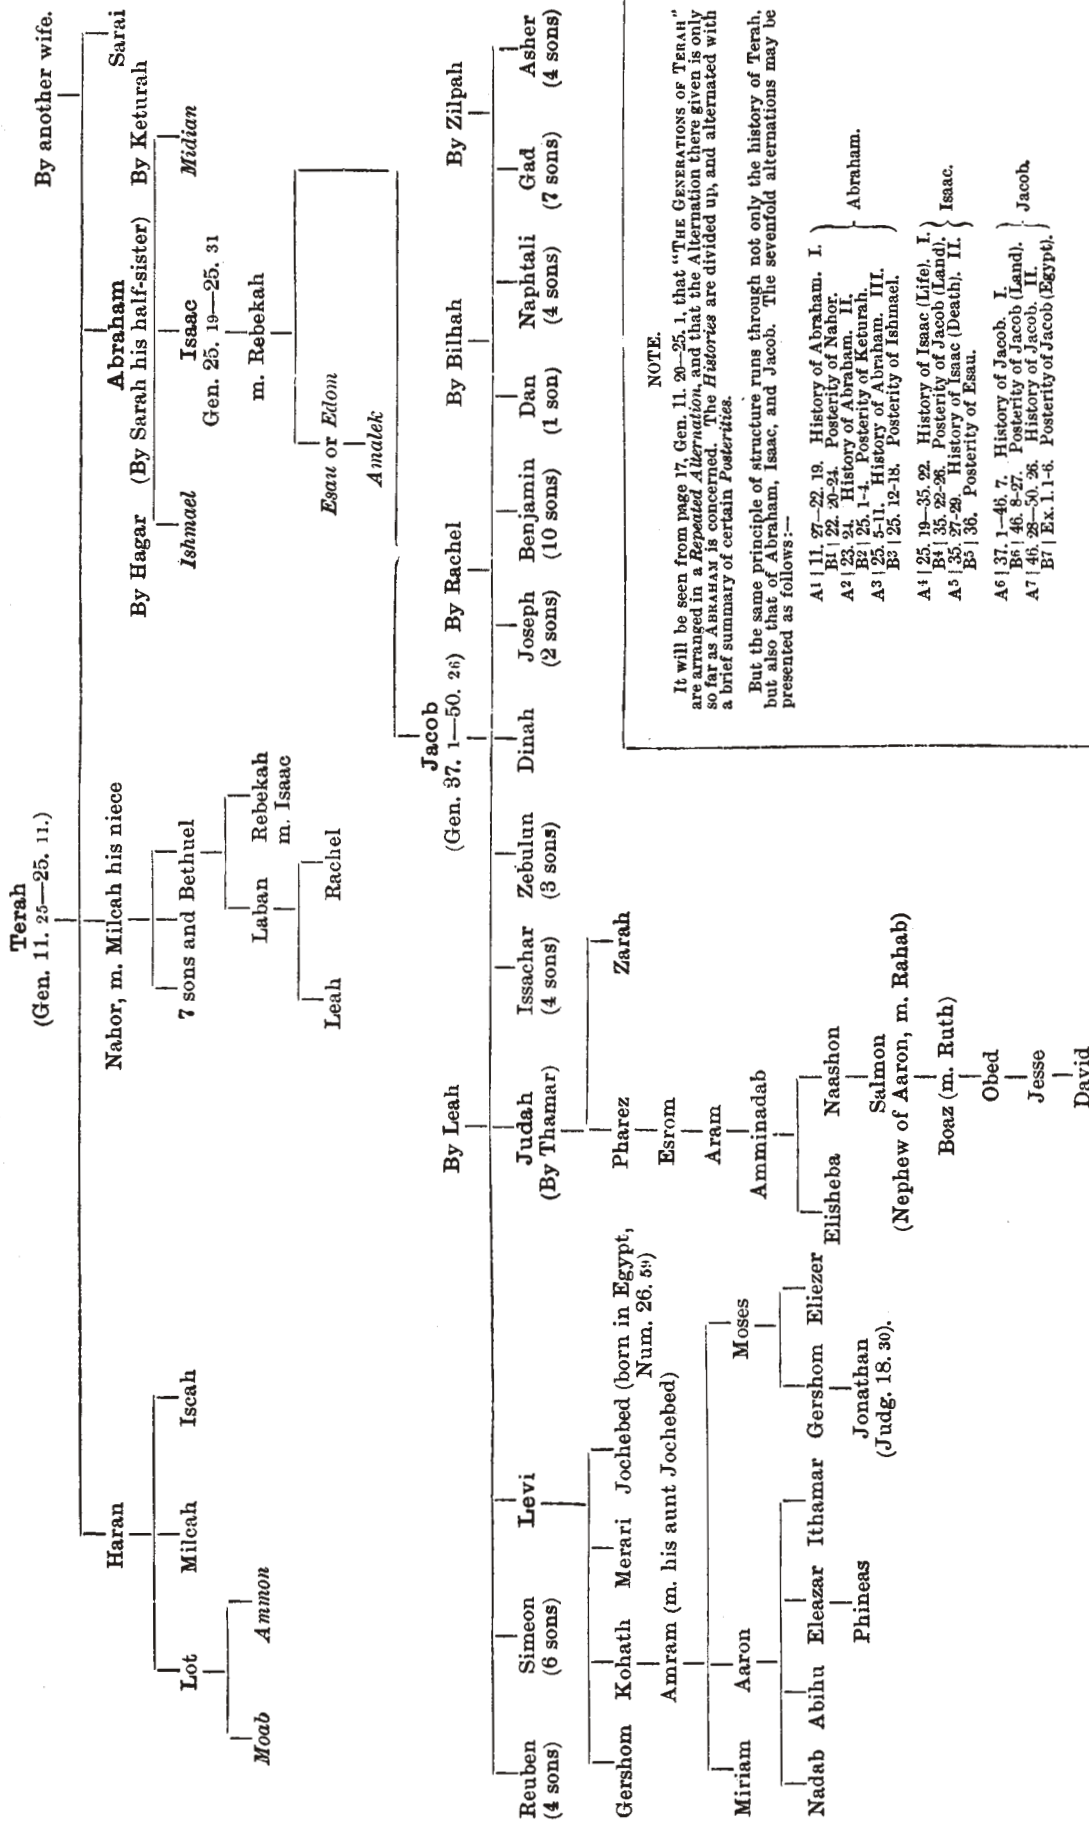 Terah
(Gen. 11. 25—25. 11.)
By another wife.
Haran
Nahor, m. Milcah his niece
Abraham
Sarai
By Hagar (By Sarah his half-sister) By Keturah
Lot Milcah Iscah
7 sons and Bethuel
Ishmael
Isaac
Gen. 25. 19—25. 31
Midian
Moab Ammon
Laban Rebekah
m. Isaac
m. Rebekah
Leah Rachel
Esau or Edom
Amalek
Jacob
(Gen. 37. 1—50. 26)
By Leah
By Rachel
By Bilhah
By Zilpah
Reuben
(4 sons)
Simeon
(6 sons)
Levi
Judah
(By Thamar)
Issachar
(4 sons)
Zebulun
(3 sons)
Dinah
Joseph
(2 sons)
Benjamin
(10 sons)
Dan
(1 son)
Naphtali
(4 sons)
Gad
(7 sons)
Asher
(4 sons)
Gershom Kohath Merari Jochebed (born in Egypt,
Num. 26. 59)
Pharez
Zarah
Amram (m. his aunt Jochebed)
Esrom
Aram
Miriam Aaron Moses
Amminadab
Nadab Abihu Eleazar Ithamar Gershom Eliezer
Elisheba Naashon
Phineas
Jonathan
(Judg. 18. 30).
Salmon
(Nephew of Aaron, m. Rahab)
Boaz (m. Ruth)
Obed
Jesse
David
NOTE.
It will be seen from page 17, Gen. 11. 20—25. 1, that "THE GENERATIONS OF TERAH"
are arranged in a Repeated Alternation, and that the Alternation there given is only
so far as ABRAHAM is concerned. The Histories are divided up, and alternated with
a brief summary of certain Posterities.
But the same principle of structure runs through not only the history of Terah,
but also that of Abraham, Isaac, and Jacob. The sevenfold alternations may be
presented as follows:—
A1 | 11. 27—22. 19. History of Abraham. I.
B1 | 22. 20-24. Posterity of Nahor.
A2 | 23. 24. History of Abraham. II.
B2 | 25. 1-4. Posterity of Keturah.
A3 | 25. 5-11. History of Abraham. III.
B3 | 25. 12-18. Posterity of Ishmael.
Abraham.
A4 | 25. 19—35. 22. History of Isaac (Life). I.
B4 | 35. 22-26. Posterity of Jacob (Land).
A5 | 35. 27-29. History of Isaac (Death). II.
B5 | 36. Posterity of Esau.
Isaac.
A6 | 37. 1—46. 7. History of Jacob. I.
B6 | 46. 8-27. Posterity of Jacob (Land).
A7 | 46. 28—50. 26. History of Jacob. II.
B7 | Ex. 1. 1-6. Posterity of Jacob (Egypt).
Jacob.